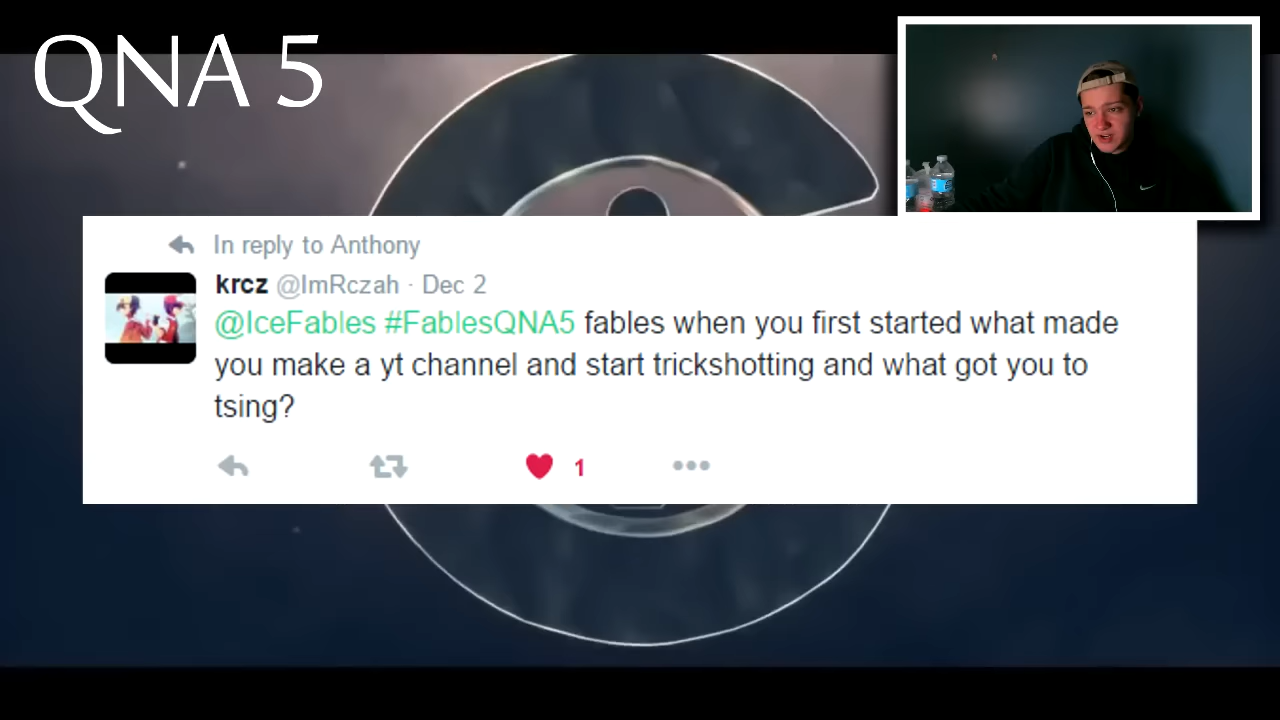 QNA 5
In reply to Anthony
krcz @ImRczah · Dec 2
@IceFables #FablesQNA5 fables when you first started what made
you make a yt channel and start trickshotting and what got you to
tsing?
1